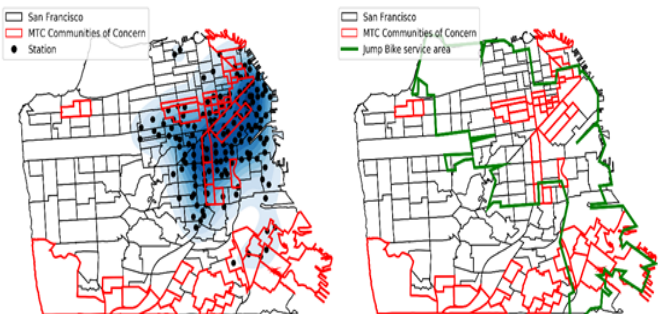 San Francisco
MTC Communities of Concern
Station
San Francisco
MTC Communities of Concern
Jump Bike service area